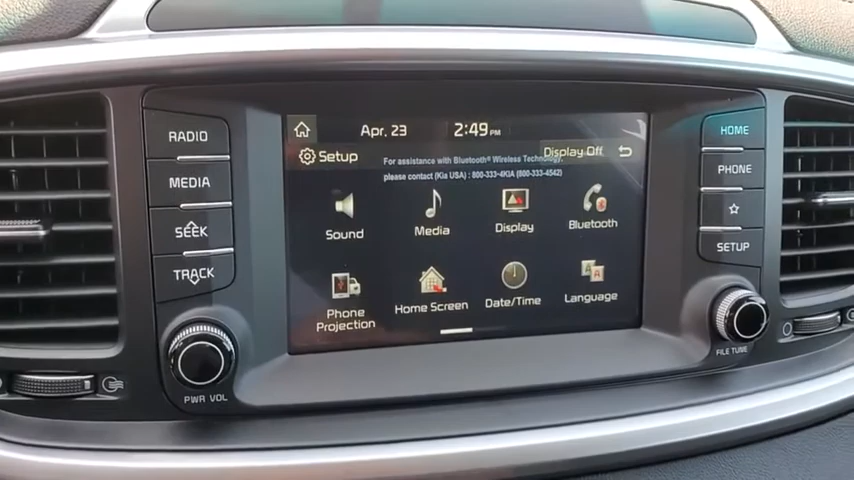 RADIO
MEDIA
SEEK
TRACK
PWR VOL
Apr. 23 2:49 PM
Setup Display Off
For assistance with BLUETOOTH® Wireless Technology,
please contact (Kia USA) : 800-333-4KIA (800-333-4542)
Sound Media Display Bluetooth
Phone Projection Home Screen Date/Time Language
HOME
PHONE
SETUP
FILE TUNE